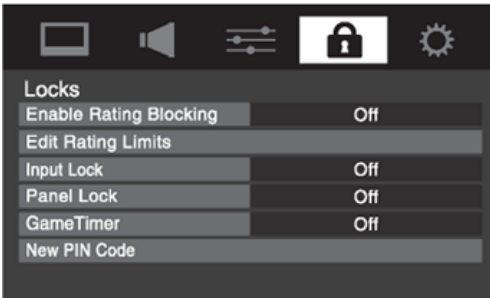 Locks
Enable Rating Blocking Off
Edit Rating Limits
Input Lock Off
Panel Lock Off
GameTimer Off
New PIN Code